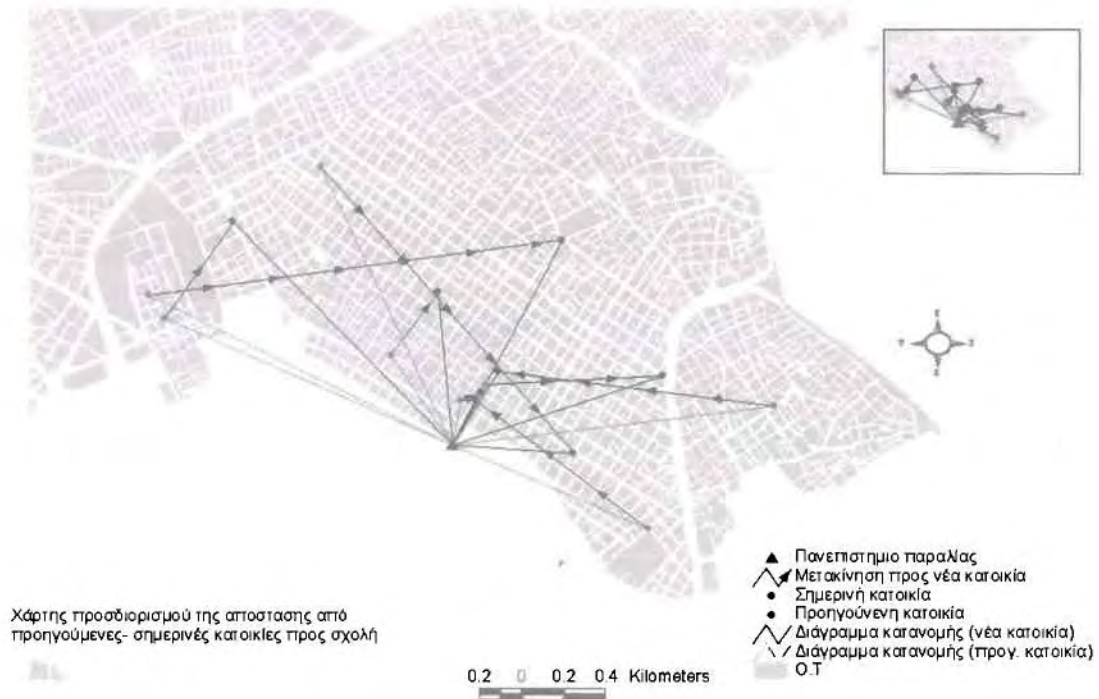 Πανεπιστημιο παραλίας
Μετακίνηση προς νέα κατοικία
Σημερινή κατοικία
Προηγούνενη κατοικία
Διάγραμμα κατανομής (νέα κατοικία)
Διάγραμμα κατανομής (προγ. κατοικία)
Ο.Τ
Χάρτης προσδιορισμού της αποστασης από
προηγούμενες- σημερινές κατοικίες προς σχολή
0.2 0 0.2 0.4 Kilometers